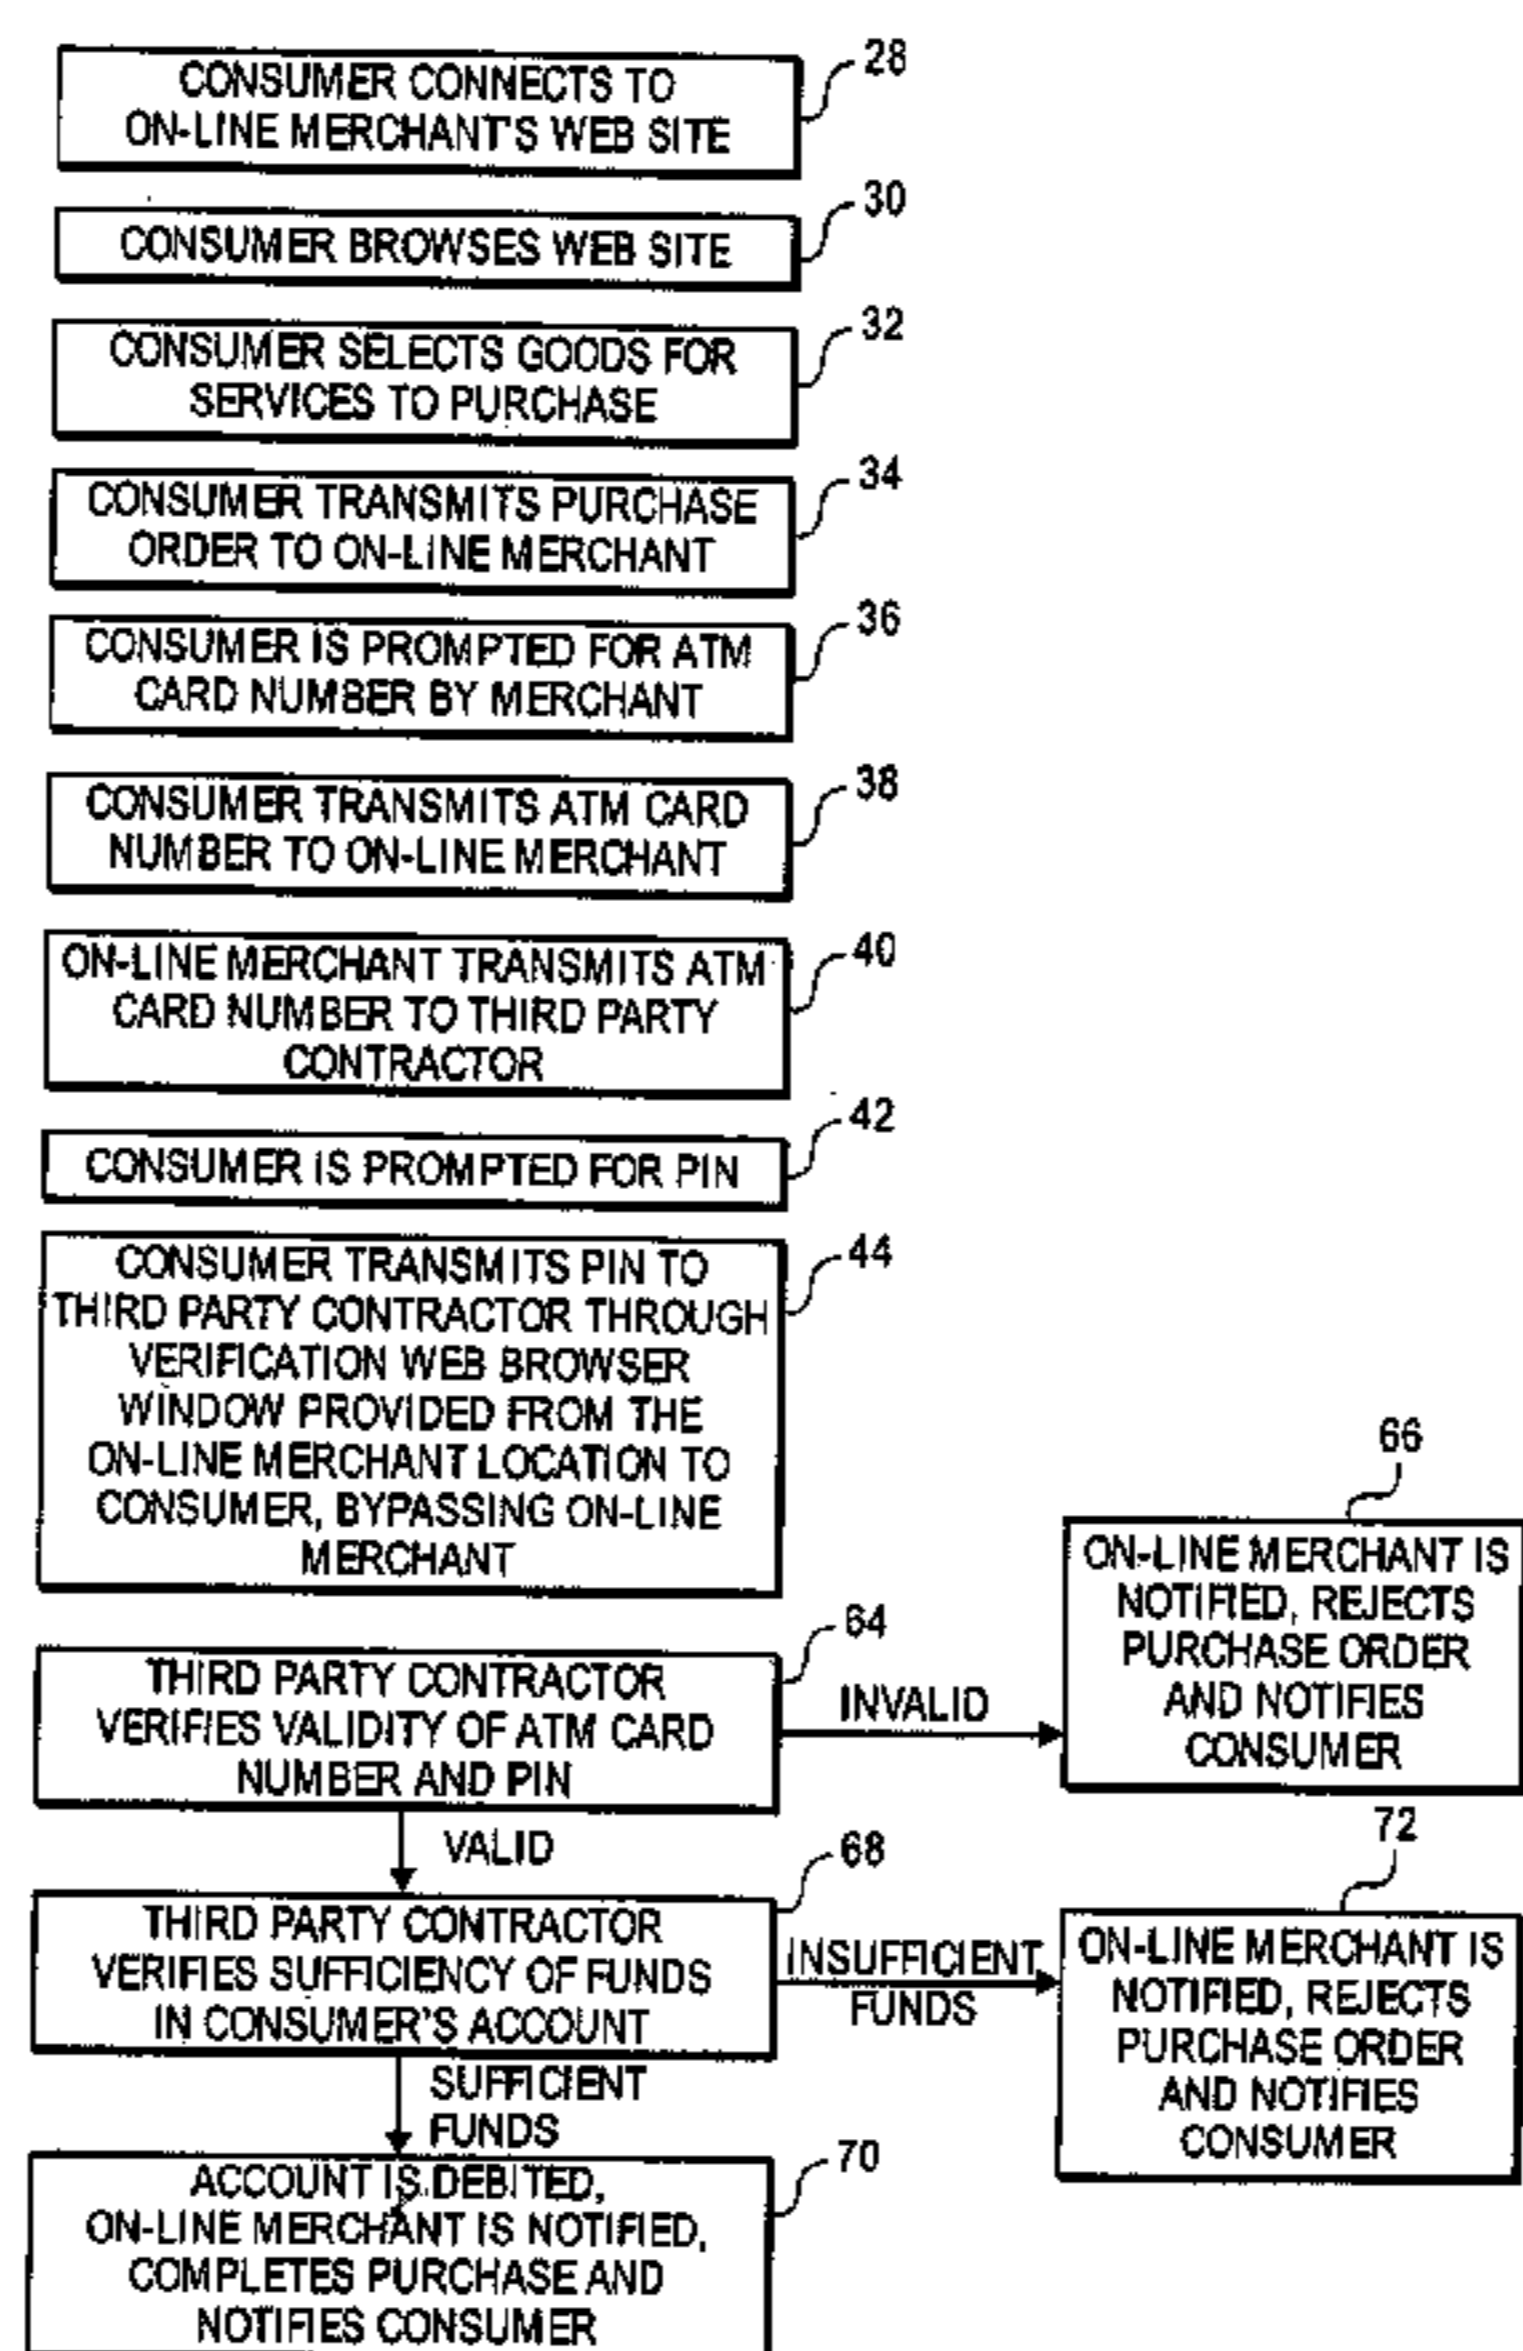 28
CONSUMER CONNECTS TO
ON-LINE MERCHANT'S WEB SITE
30
CONSUMER BROWSES WEB SITE
32
CONSUMER SELECTS GOODS FOR
SERVICES TO PURCHASE
34
CONSUMER TRANSMITS PURCHASE
ORDER TO ON-LINE MERCHANT
36
CONSUMER IS PROMPTED FOR ATM
CARD NUMBER BY MERCHANT
38
CONSUMER TRANSMITS ATM CARD
NUMBER TO ON-LINE MERCHANT
40
ON-LINE MERCHANT TRANSMITS ATM
CARD NUMBER TO THIRD PARTY
CONTRACTOR
42
CONSUMER IS PROMPTED FOR PIN
44
CONSUMER TRANSMITS PIN TO
THIRD PARTY CONTRACTOR THROUGH
VERIFICATION WEB BROWSER
WINDOW PROVIDED FROM THE
ON-LINE MERCHANT LOCATION TO
CONSUMER, BYPASSING ON-LINE
MERCHANT
64
THIRD PARTY CONTRACTOR
VERIFIES VALIDITY OF ATM CARD
NUMBER AND PIN
INVALID
66
ON-LINE MERCHANT IS
NOTIFIED, REJECTS
PURCHASE ORDER
AND NOTIFIES
CONSUMER
VALID
68
THIRD PARTY CONTRACTOR
VERIFIES SUFFICIENCY OF FUNDS
IN CONSUMER'S ACCOUNT
INSUFFICIENT
FUNDS
72
ON-LINE MERCHANT IS
NOTIFIED, REJECTS
PURCHASE ORDER
AND NOTIFIES
CONSUMER
SUFFICIENT
FUNDS
70
ACCOUNT IS DEBITED,
ON-LINE MERCHANT IS NOTIFIED,
COMPLETES PURCHASE AND
NOTIFIES CONSUMER